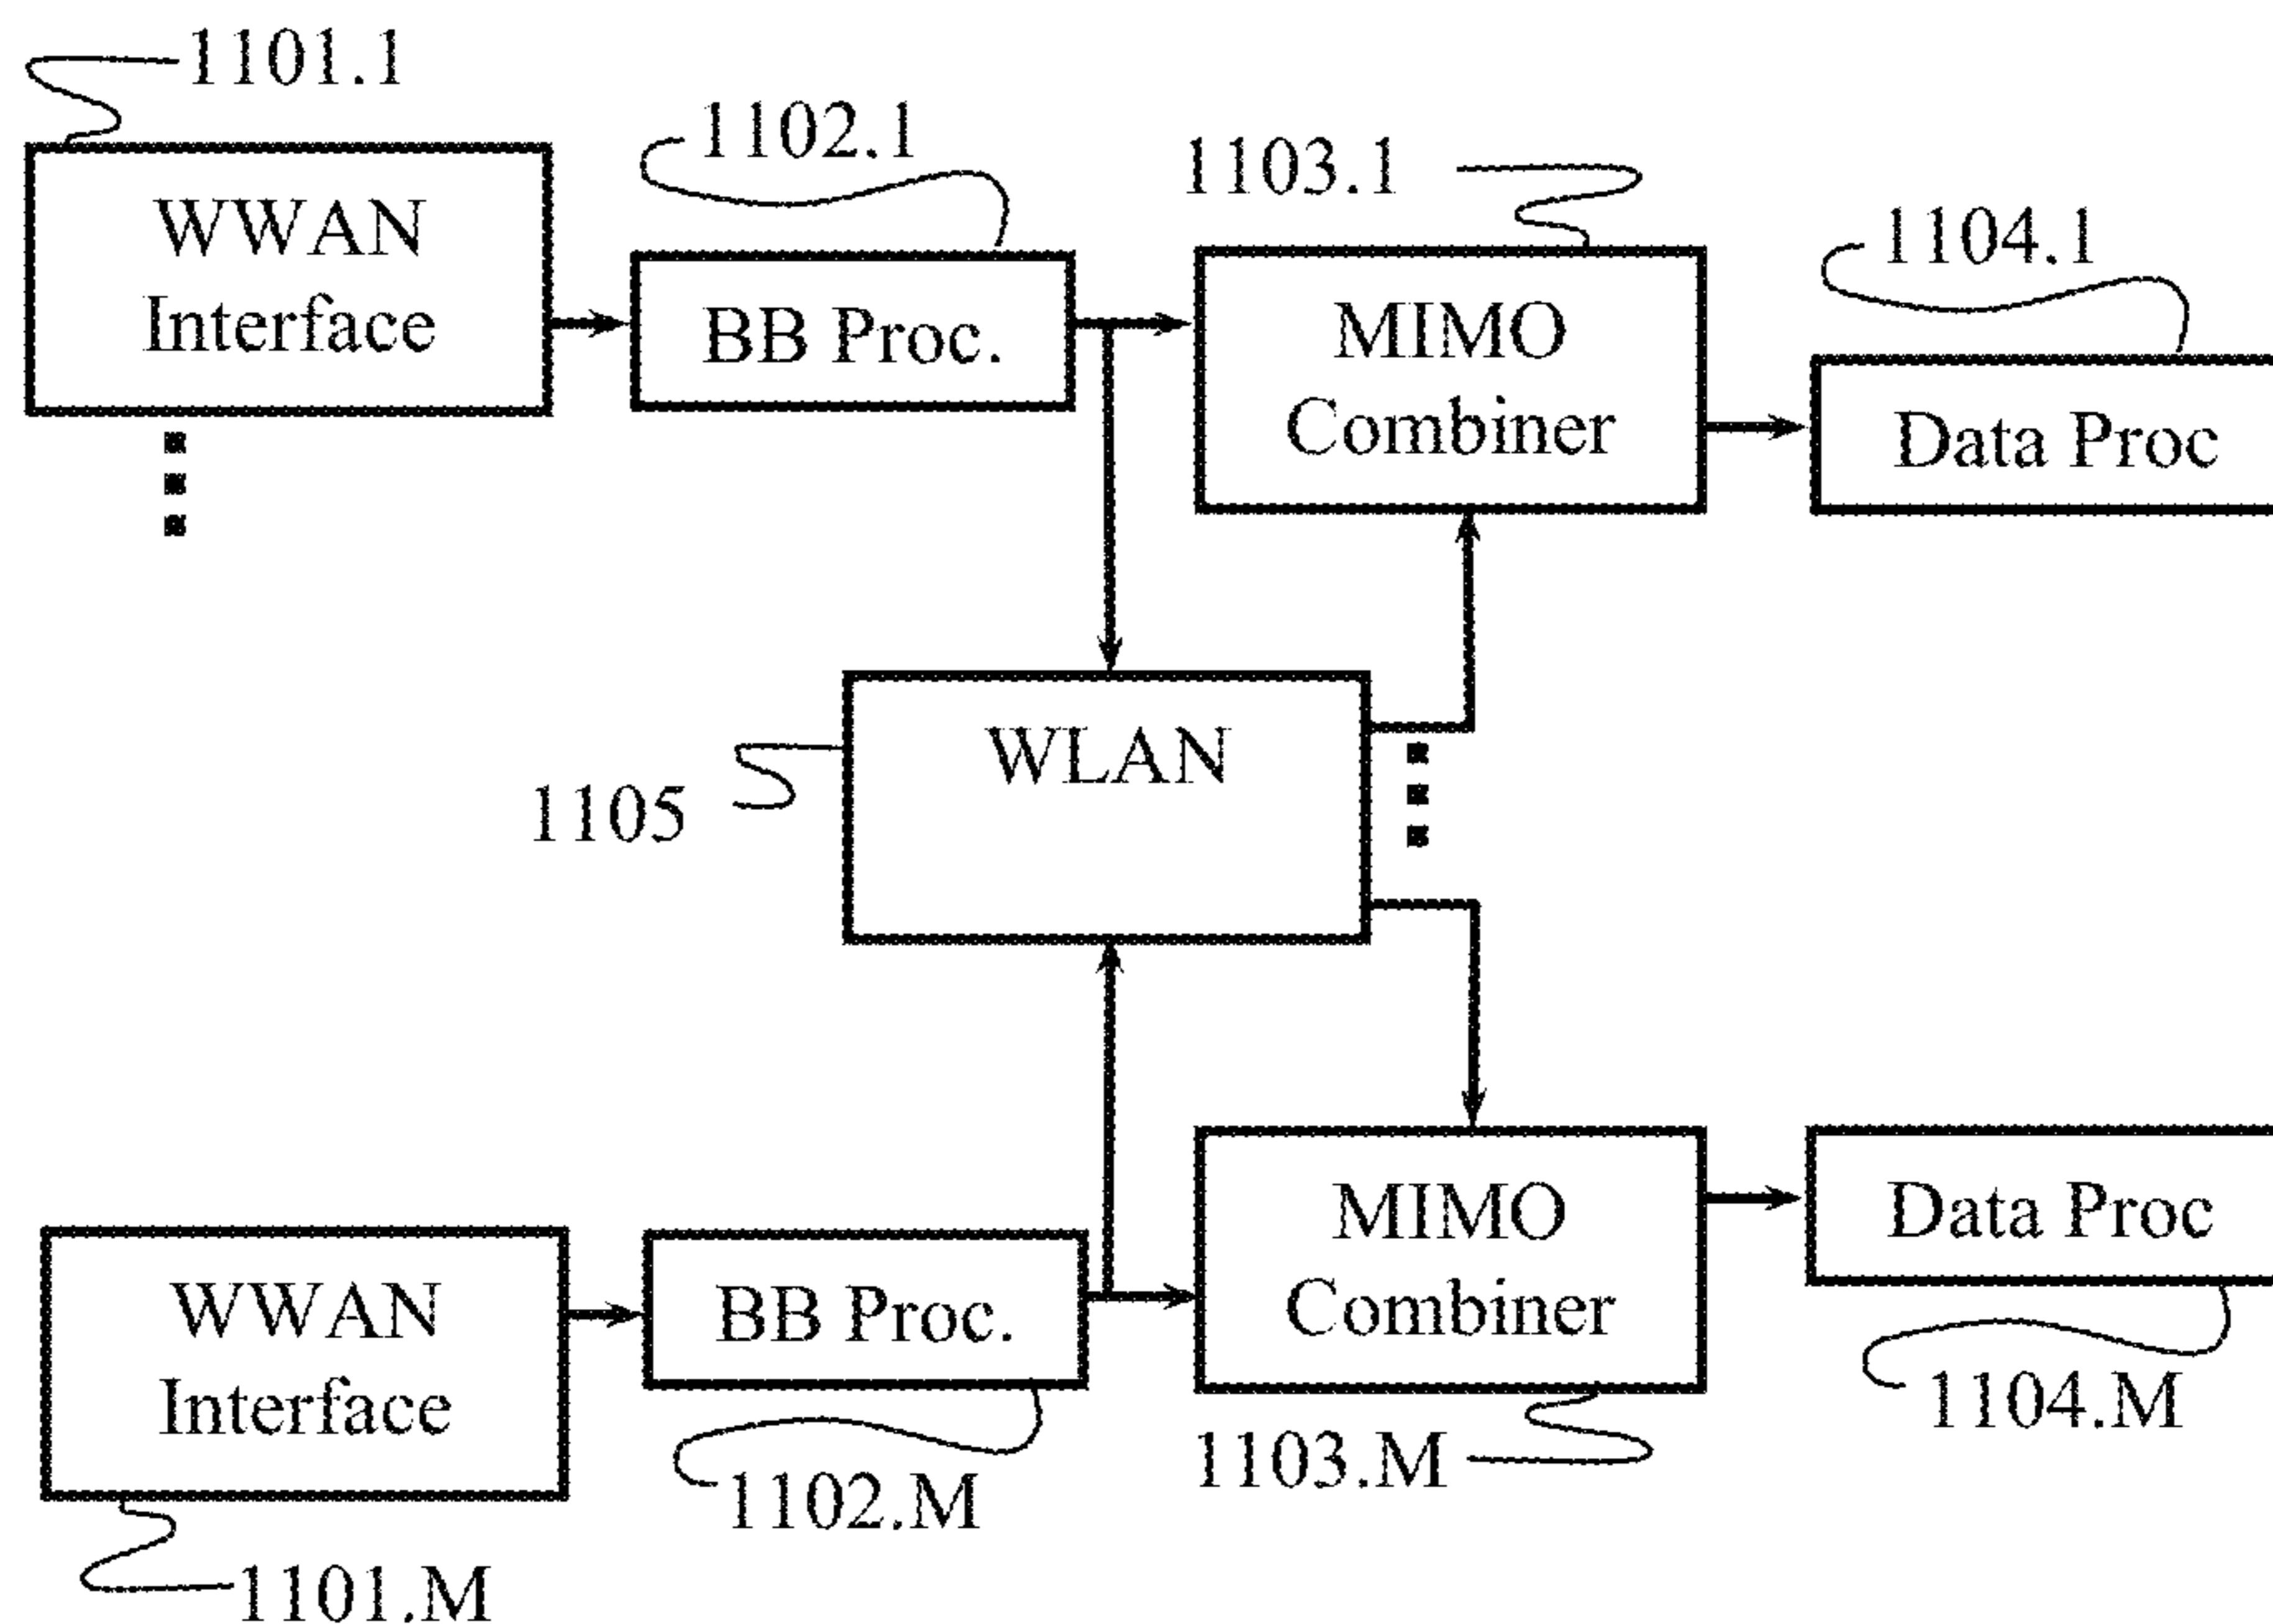 1101.1
1102.1
1103.1
1104.1
WWAN
Interface
BB Proc.
MIMO
Combiner
Data Proc
WLAN
1105
WWAN
Interface
BB Proc.
MIMO
Combiner
Data Proc
1101.M
1102.M
1103.M
1104.M